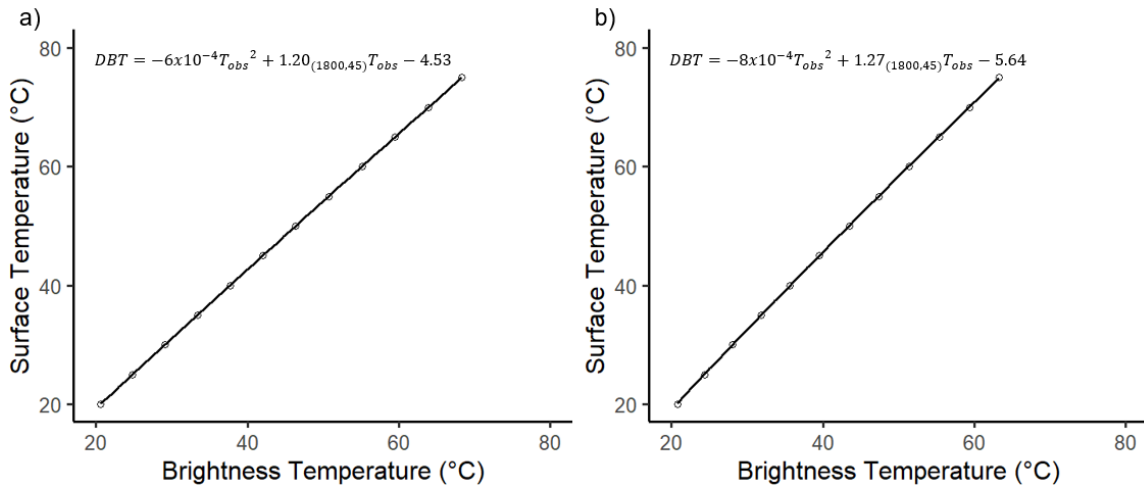 a)
DBT = −6x10⁻⁴T_obs² + 1.20₍₁₈₀₀,₄₅₎T_obs − 4.53
80
60
40
20
Surface Temperature (°C)
20 40 60 80
Brightness Temperature (°C)
b)
DBT = −8x10⁻⁴T_obs² + 1.27₍₁₈₀₀,₄₅₎T_obs − 5.64
80
60
40
20
Surface Temperature (°C)
20 40 60 80
Brightness Temperature (°C)